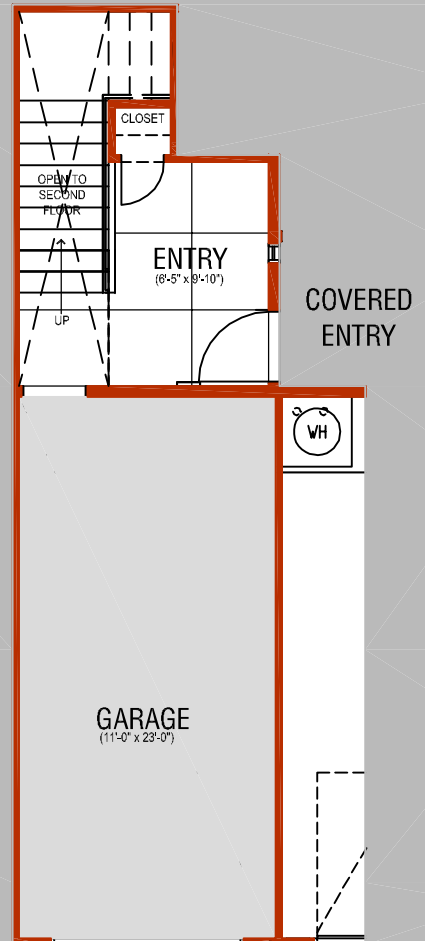 CLOSET
OPEN TO
SECOND
FLOOR
ENTRY
(6'-5" x 9'-10")
UP
COVERED
ENTRY
WH
GARAGE
(11'-0" x 23'-0")